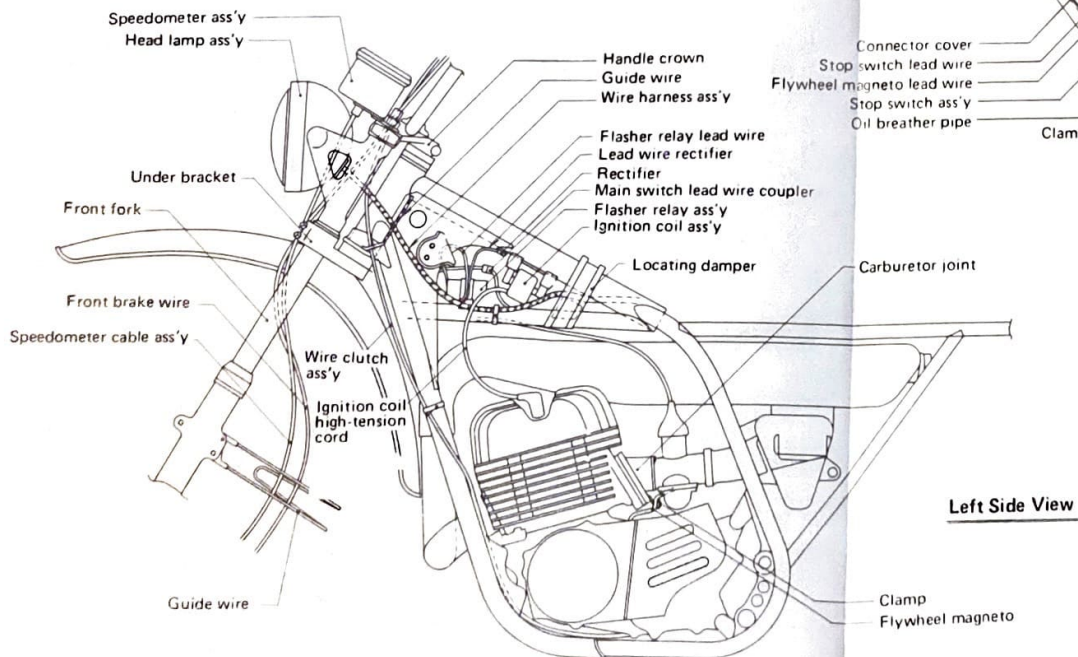 Speedometer ass'y
Head lamp ass'y
Under bracket
Front fork
Front brake wire
Speedometer cable ass'y
Guide wire
Wire clutch
ass'y
Ignition coil
high-tension
cord
Handle crown
Guide wire
Wire harness ass'y
Flasher relay lead wire
Lead wire rectifier
Rectifier
Main switch lead wire coupler
Flasher relay ass'y
Ignition coil ass'y
Locating damper
Carburetor joint
Connector cover
Stop switch lead wire
Flywheel magneto lead wire
Stop switch ass'y
Oil breather pipe
Clam
Left Side View
Clamp
Flywheel magneto